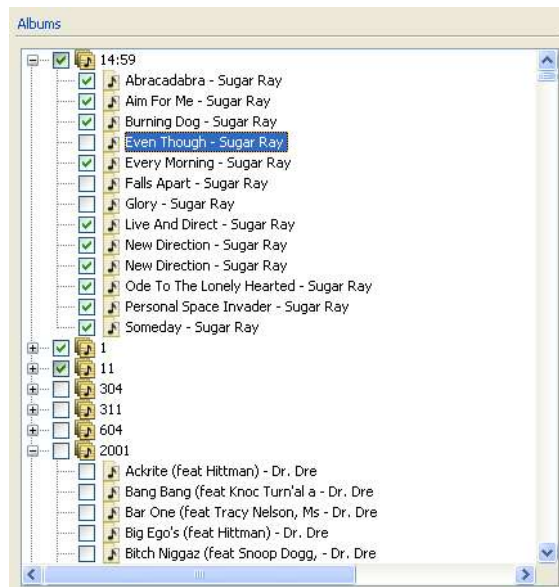 Albums
14:59
Abracadabra - Sugar Ray
Aim For Me - Sugar Ray
Burning Dog - Sugar Ray
Even Though - Sugar Ray
Every Morning - Sugar Ray
Falls Apart - Sugar Ray
Glory - Sugar Ray
Live And Direct - Sugar Ray
New Direction - Sugar Ray
New Direction - Sugar Ray
Ode To The Lonely Hearted - Sugar Ray
Personal Space Invader - Sugar Ray
Someday - Sugar Ray
1
11
304
311
604
2001
Ackrite (feat Hittman) - Dr. Dre
Bang Bang (feat Knoc Turn'al a - Dr. Dre
Bar One (feat Tracy Nelson, Ms - Dr. Dre
Big Ego's (feat Hittman) - Dr. Dre
Bitch Niggaz (feat Snoop Dogg, - Dr. Dre